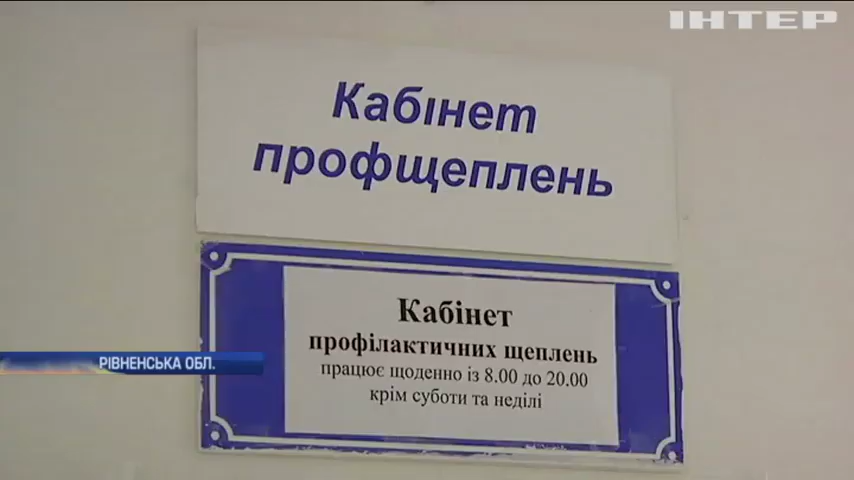 ІНТЕР
Кабінет
профщеплень
Кабінет
профілактичних щеплень
працює щоденно із 8.00 до 20.00
крім суботи та неділі
РІВНЕНСЬКА ОБЛ.